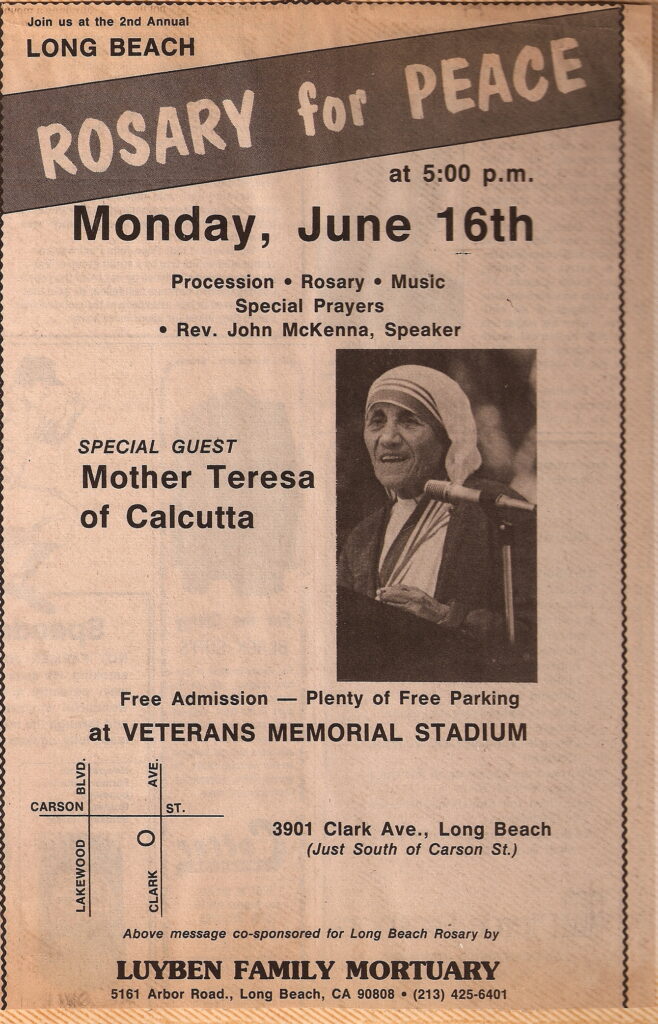 Join us at the 2nd Annual
LONG BEACH
ROSARY for PEACE
at 5:00 p.m.
Monday, June 16th
Procession • Rosary • Music
Special Prayers
• Rev. John McKenna, Speaker
SPECIAL GUEST
Mother Teresa
of Calcutta
Free Admission — Plenty of Free Parking
at VETERANS MEMORIAL STADIUM
BLVD.
AVE.
CARSON
ST.
LAKEWOOD
CLARK
3901 Clark Ave., Long Beach
(Just South of Carson St.)
Above message co-sponsored for Long Beach Rosary by
LUYBEN FAMILY MORTUARY
5161 Arbor Road., Long Beach, CA 90808 • (213) 425-6401